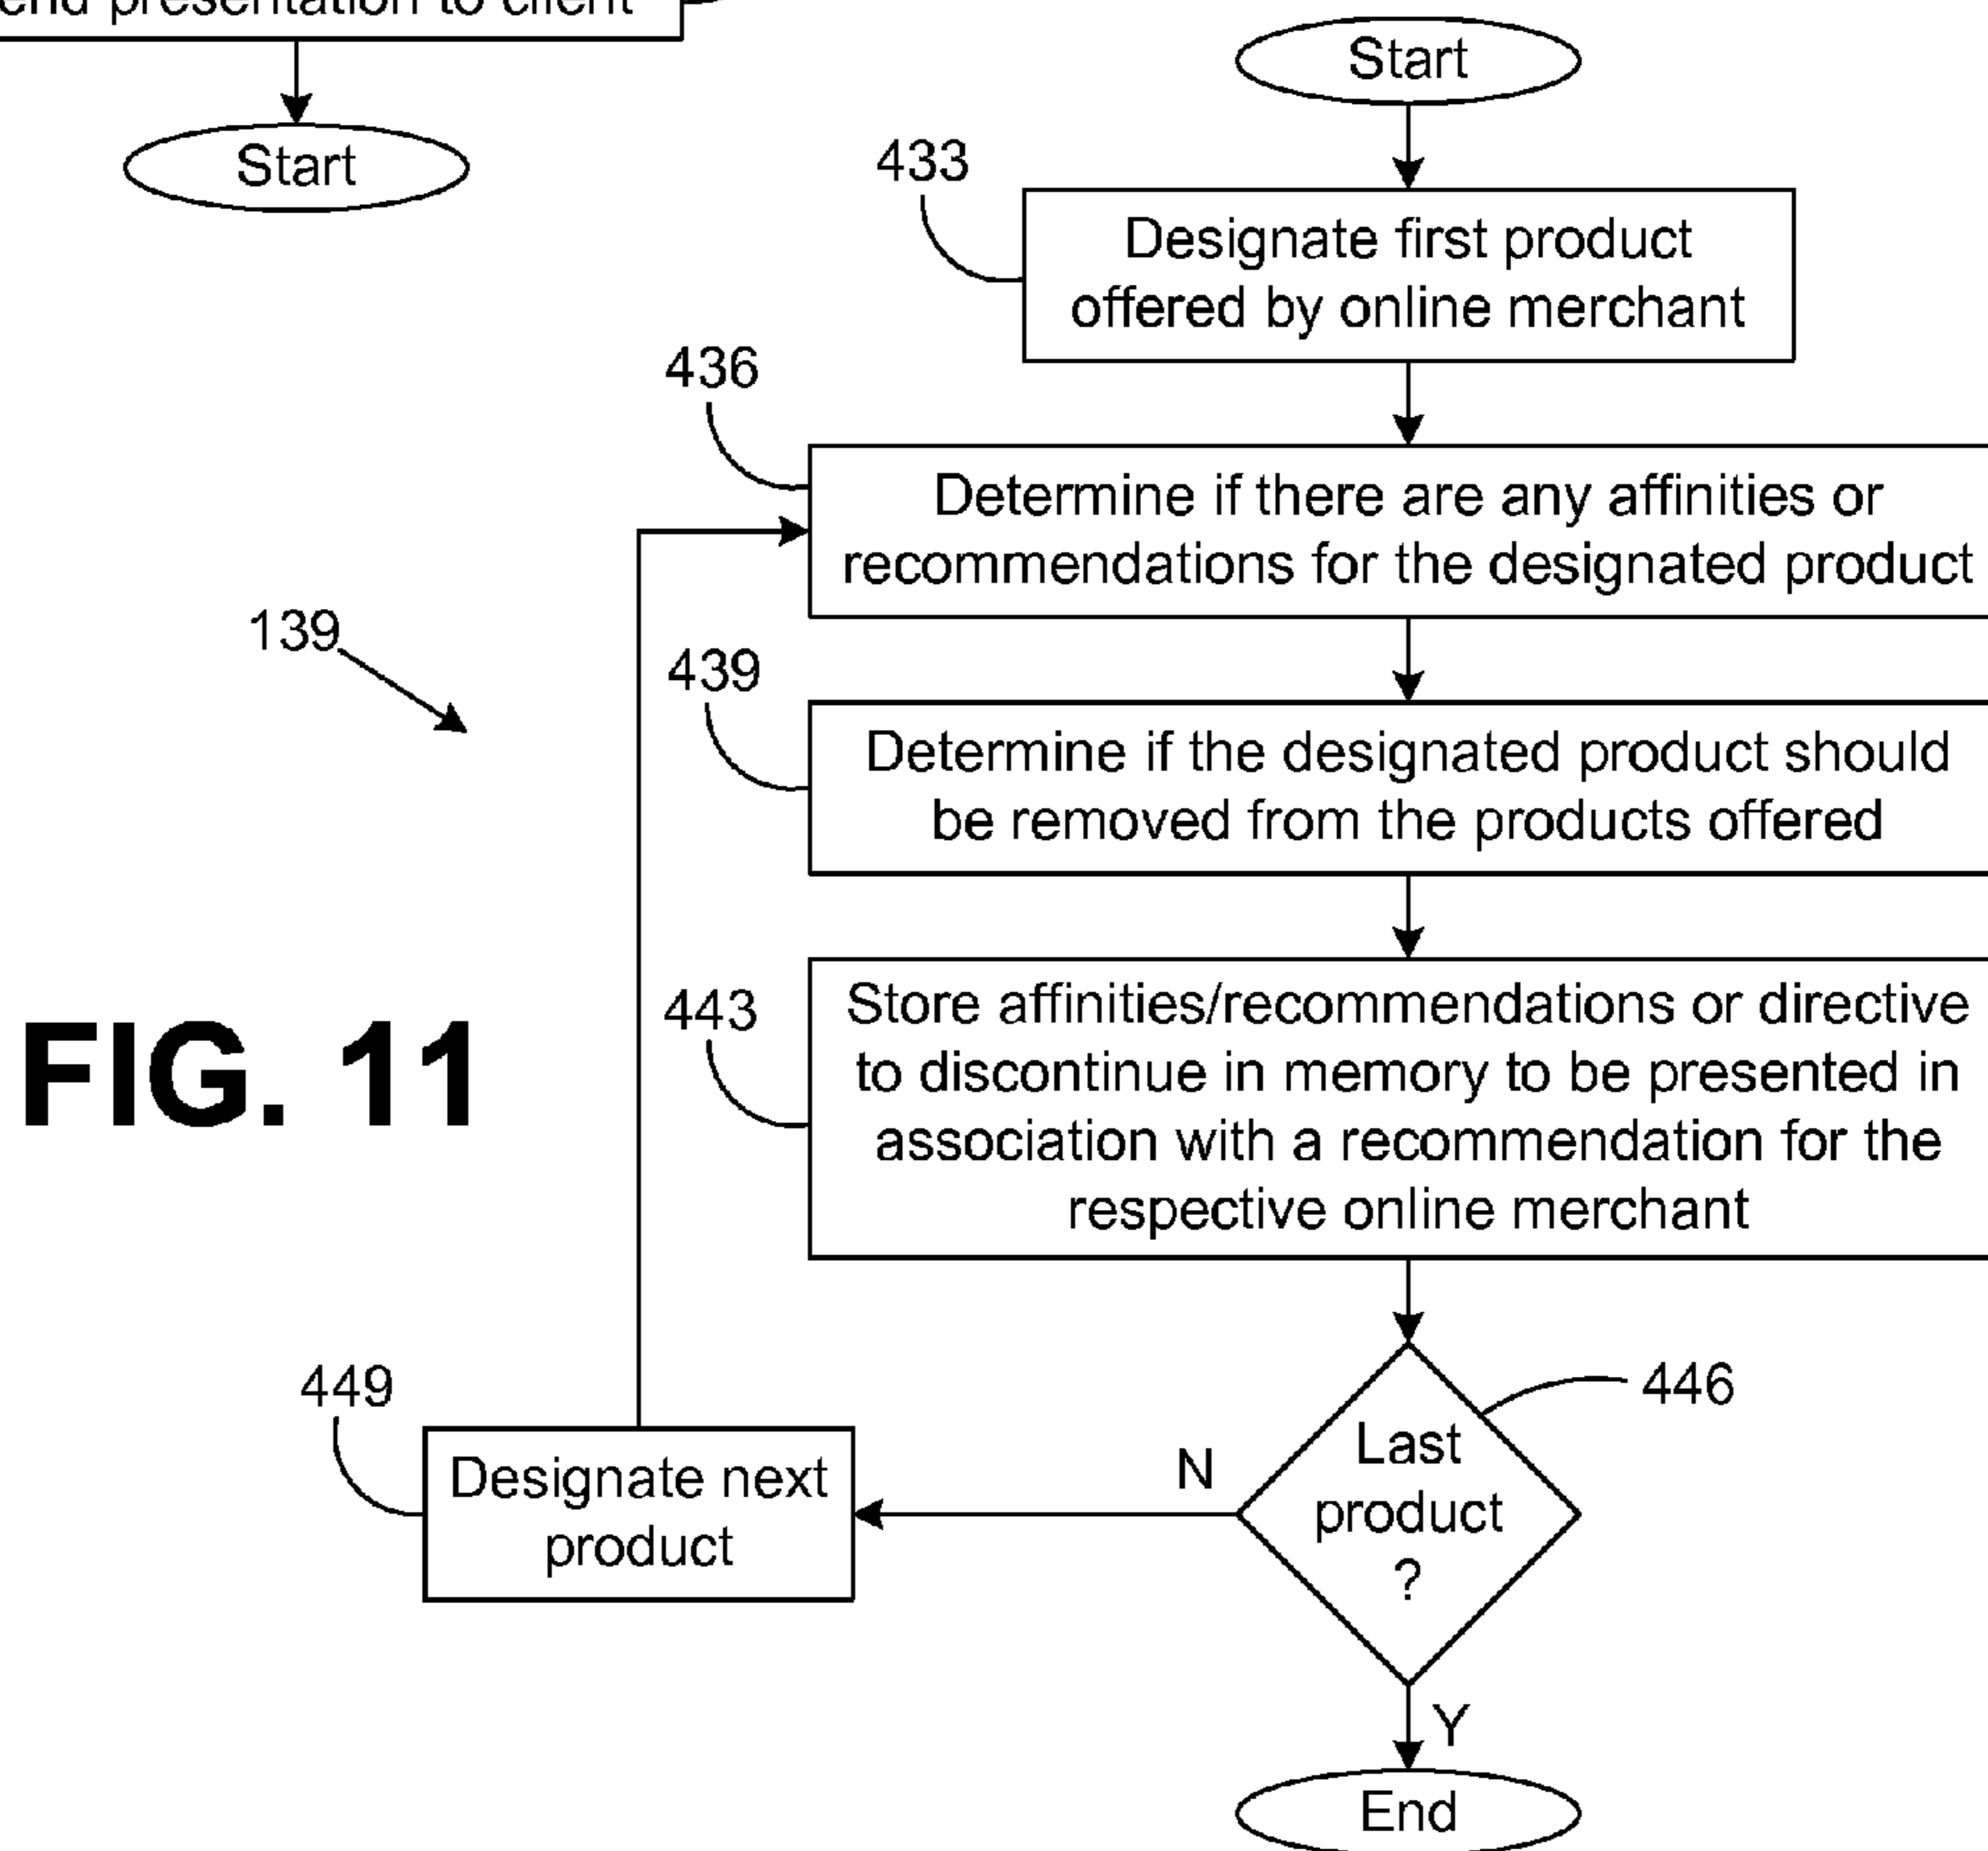 end presentation to client
Start
Start
433
Designate first product
offered by online merchant
436
Determine if there are any affinities or
recommendations for the designated product
139
439
Determine if the designated product should
be removed from the products offered
443
Store affinities/recommendations or directive
to discontinue in memory to be presented in
association with a recommendation for the
respective online merchant
FIG. 11
449
Designate next
product
N
Last
product
?
446
Y
End